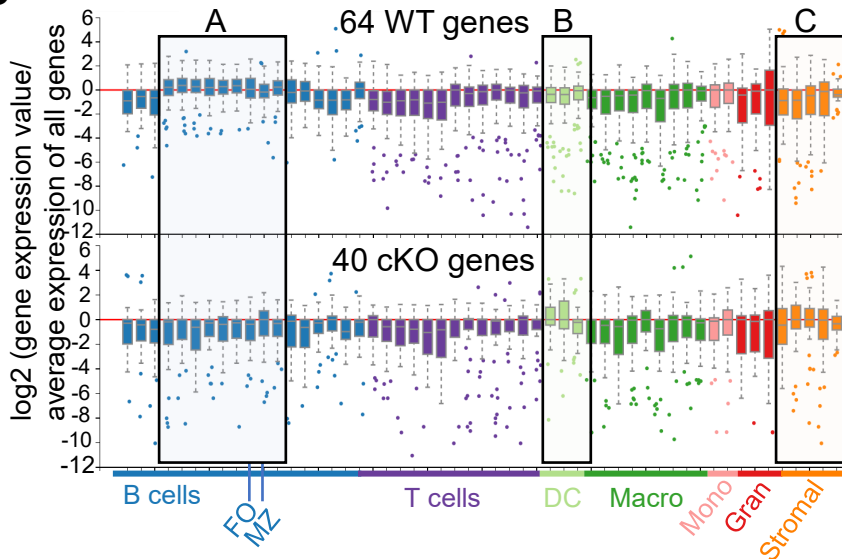 A
B
C
64 WT genes
6
4
2
0
-2
-4
-6
-8
10
-12
40 cKO genes
6
4
2
0
-2
-4
-6
-8
-10
-12
log2 (gene expression value/
average expression of all genes
B cells
T cells
DC
Macro
Mono
Gran
Stromal
FO
MZ